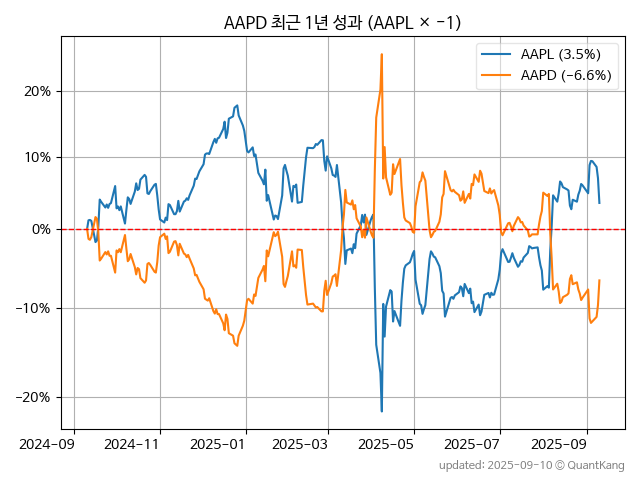 AAPD 최근 1년 성과 (AAPL × −1)
AAPL (3.5%)
AAPD (−6.6%)
20%
10%
0%
−10%
−20%
2024−09 2024−11 2025−01 2025−03 2025−05 2025−07 2025−09
updated: 2025-09-10 © QuantKang